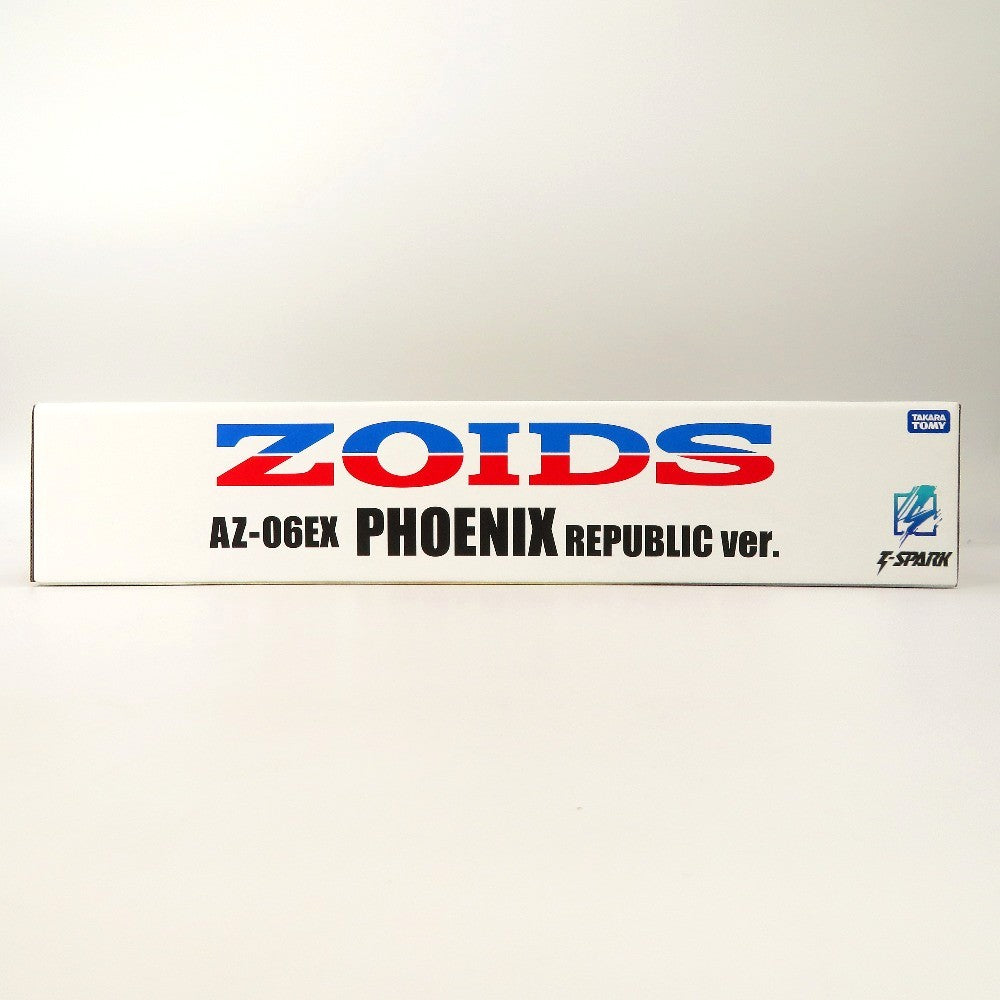 ZOIDS
AZ-06EX PHOENIX REPUBLIC ver.
TAKARA
TOMY
T-SPARK